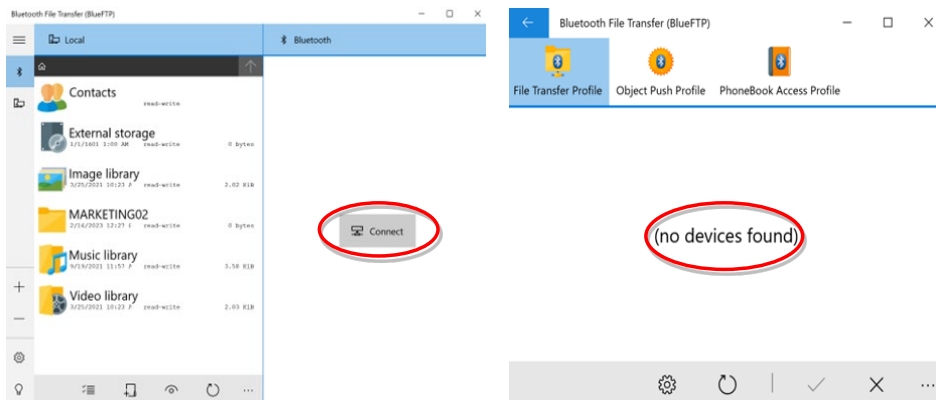 Bluetooth File Transfer (BlueFTP)
Local
Bluetooth
Contacts
read-write
External storage
1/1/1601 1:00 AM read-write 0 bytes
Image library
3/25/2021 10:23 A read-write 2.02 KiB
MARKETING02
2/16/2023 12:27 read-write 0 bytes
Music library
9/19/2021 11:57 A read-write 3.58 KiB
Video library
3/25/2021 10:23 A read-write 2.03 KiB
Connect
Bluetooth File Transfer (BlueFTP)
File Transfer Profile
Object Push Profile
PhoneBook Access Profile
(no devices found)